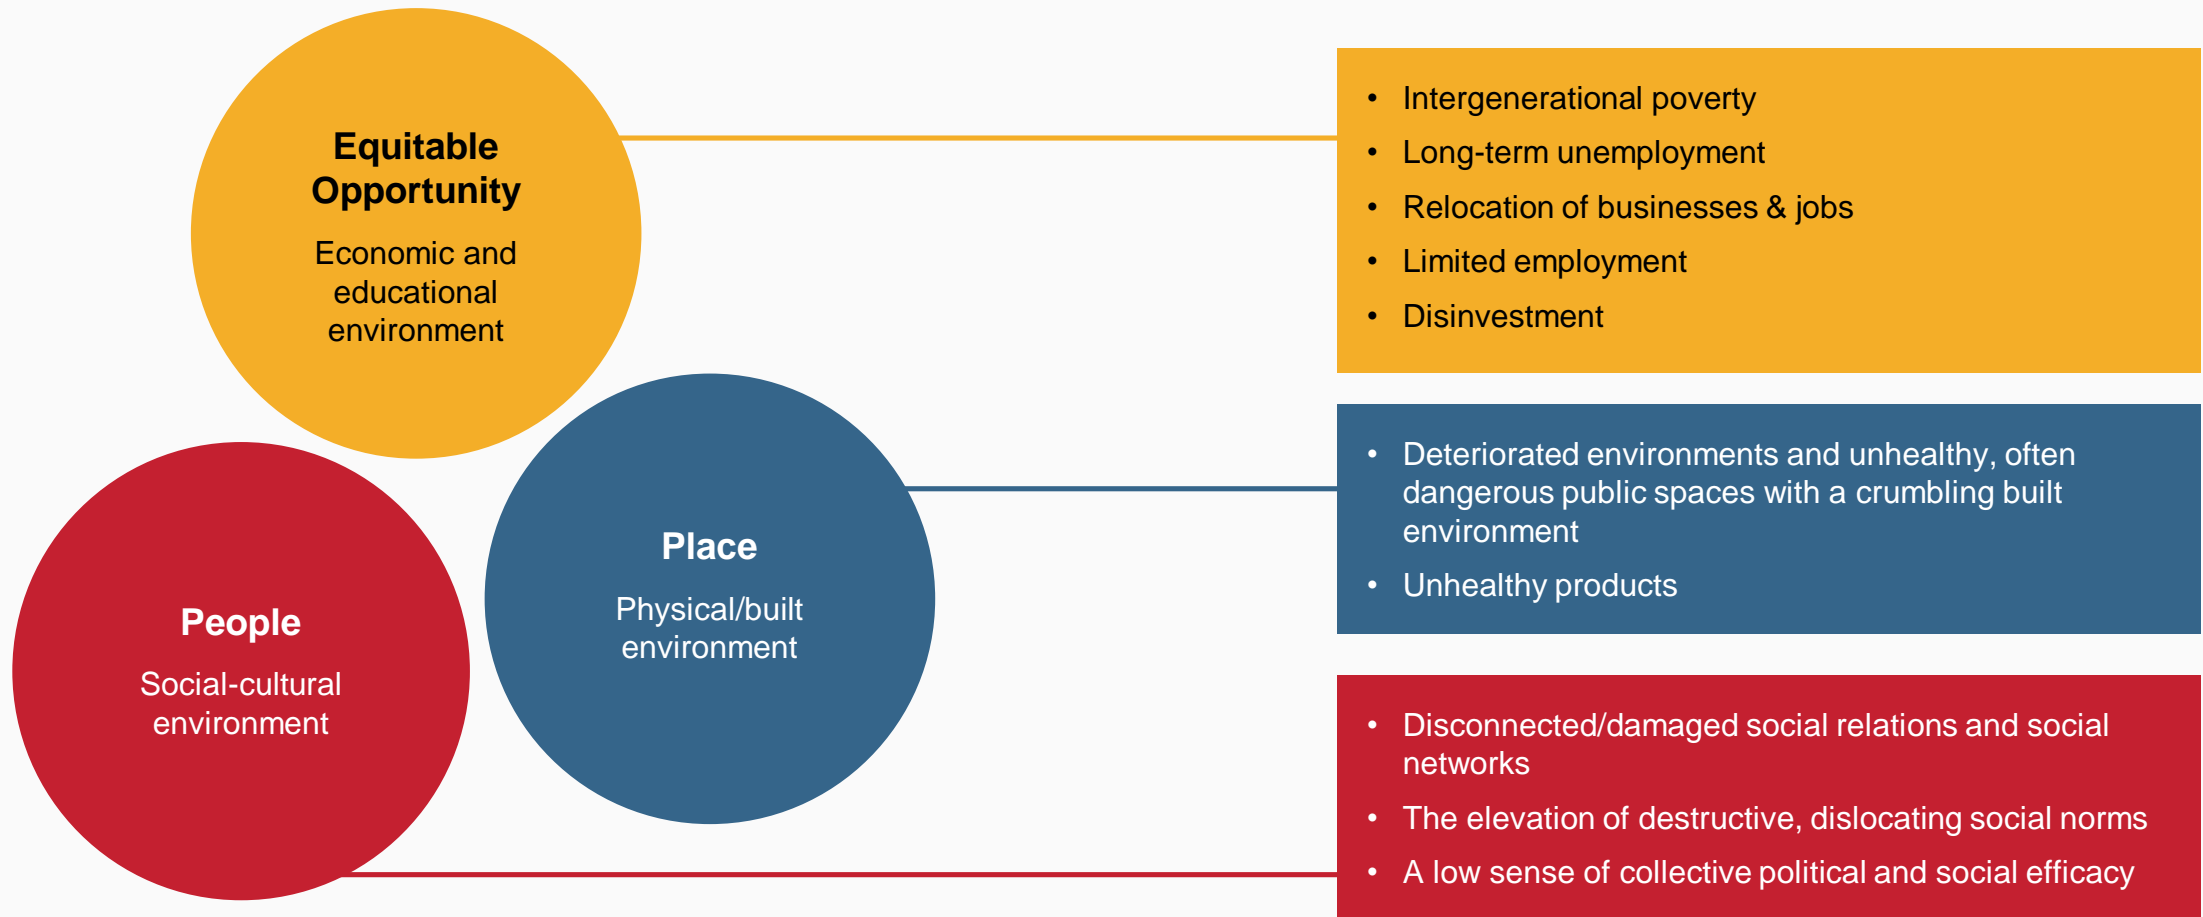 Equitable
Opportunity
Economic and
educational
environment
• Intergenerational poverty
• Long-term unemployment
• Relocation of businesses & jobs
• Limited employment
• Disinvestment
Place
Physical/built
environment
• Deteriorated environments and unhealthy, often
dangerous public spaces with a crumbling built
environment
• Unhealthy products
People
Social-cultural
environment
• Disconnected/damaged social relations and social
networks
• The elevation of destructive, dislocating social norms
• A low sense of collective political and social efficacy